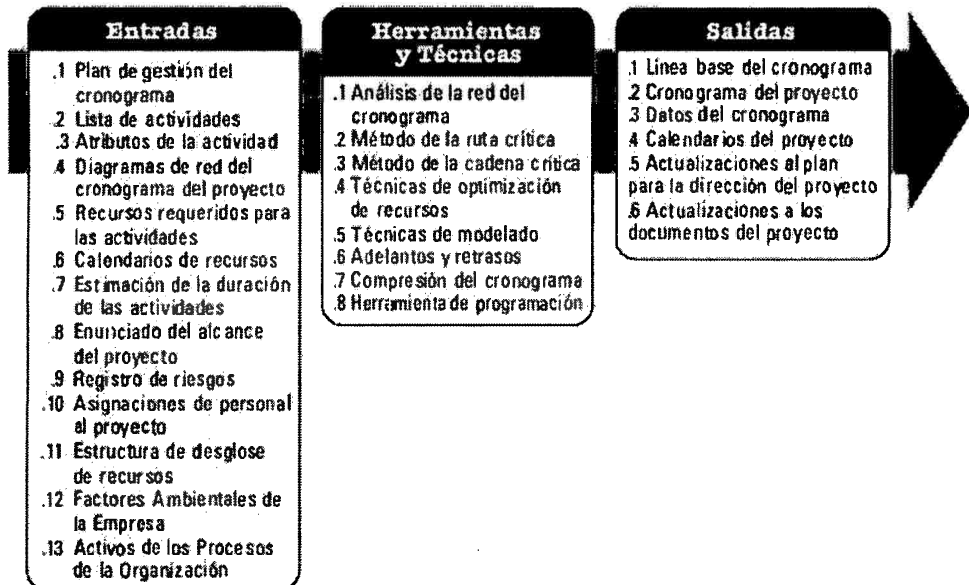 Entradas
.1 Plan de gestión del
cronograma
.2 Lista de actividades
.3 Atributos de la actividad
.4 Diagramas de red del
cronograma del proyecto
.5 Recursos requeridos para
las actividades
.6 Calendarios de recursos
.7 Estimación de la duración
de las actividades
.8 Enunciado del alcance
del proyecto
.9 Registro de riesgos
.10 Asignaciones de personal
al proyecto
.11 Estructura de desglose
de recursos
.12 Factores Ambientales de
la Empresa
.13 Activos de los Procesos
de la Organización
Herramientas
y Técnicas
.1 Análisis de la red del
cronograma
.2 Método de la ruta crítica
.3 Método de la cadena crítica
.4 Técnicas de optimización
de recursos
.5 Técnicas de modelado
.6 Adelantos y retrasos
.7 Compresión del cronograma
.8 Herramienta de programación
Salidas
.1 Línea base del cronograma
.2 Cronograma del proyecto
.3 Datos del cronograma
.4 Calendarios del proyecto
.5 Actualizaciones al plan
para la dirección del proyecto
.6 Actualizaciones a los
documentos del proyecto